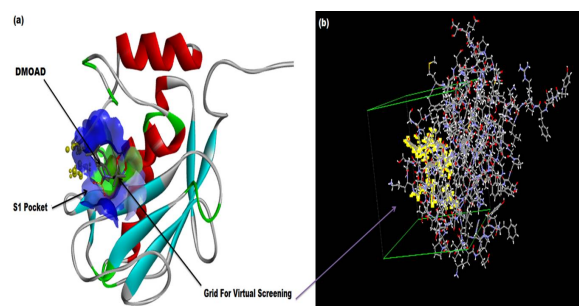 (a)
(b)
DMOAD
S1 Pocket
Grid For Virtual Screening